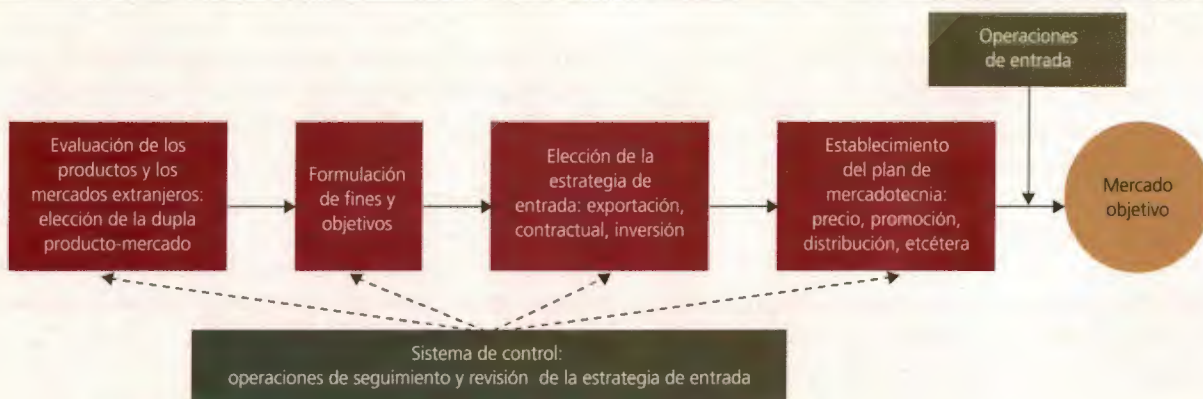 Operaciones
de entrada
Evaluación de los
productos y los
mercados extranjeros:
elección de la dupla
producto-mercado
Formulación
de fines y
objetivos
Elección de la
estrategia de
entrada: exportación,
contractual, inversión
Establecimiento
del plan de
mercadotecnia:
precio, promoción,
distribución, etcétera
Mercado
objetivo
Sistema de control:
operaciones de seguimiento y revisión de la estrategia de entrada